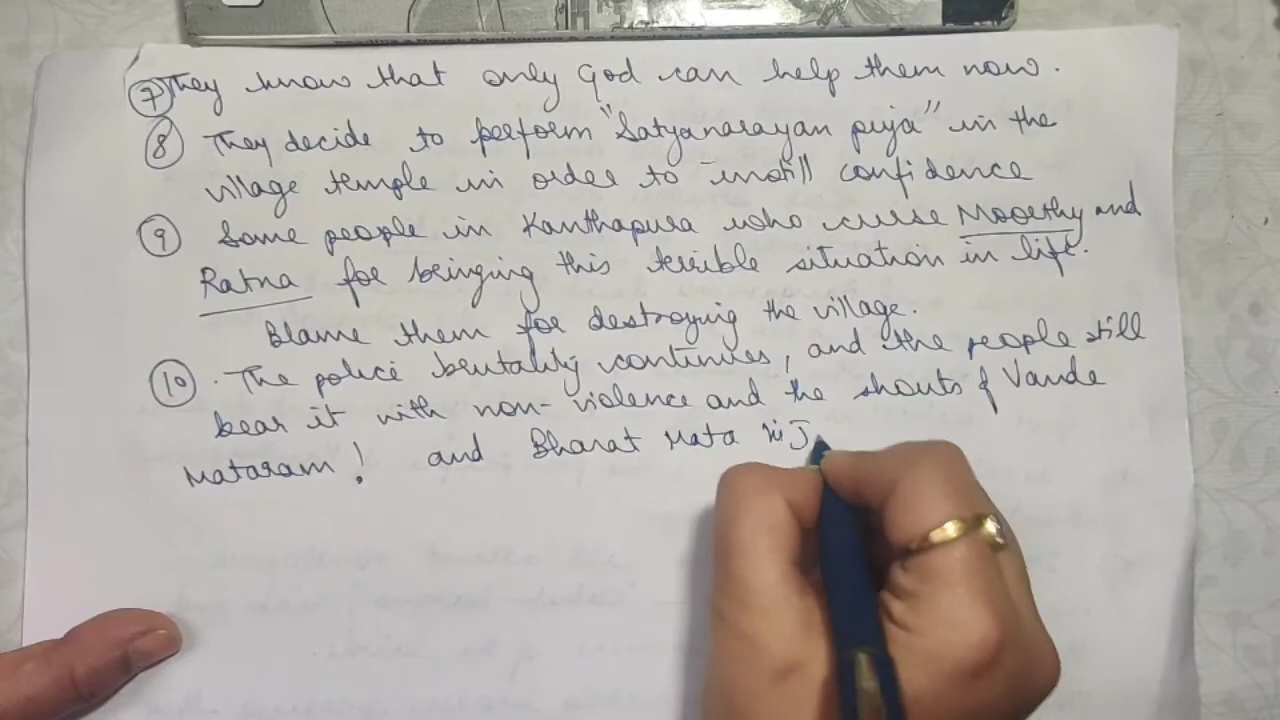 ⑦ They know that only God can help them now.
⑧ They decide to perform "Satyanarayan puja" in the
village temple in order to instill confidence
⑨ Some people in Kanthapura who curse Moorthy and
Ratna for bringing this terrible situation in life.
Blame them for destroying the village.
⑩. The police brutality continues, and the people still
bear it with non-violence and the shouts of Vande
Mataram! and Bharat Mata ki J